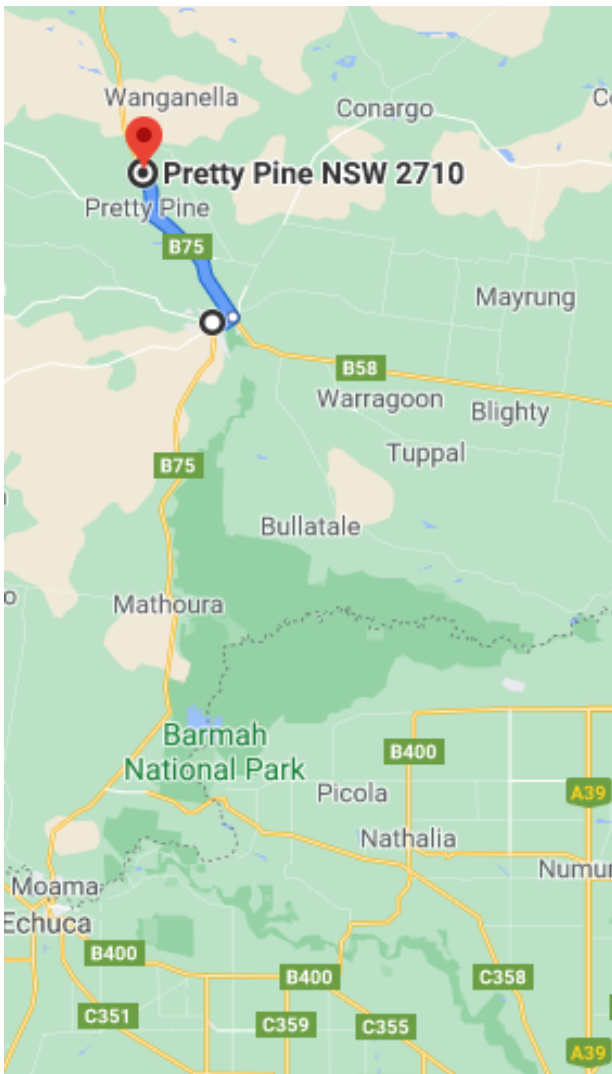 Wanganella
Conargo
Pretty Pine NSW 2710
Pretty Pine
B75
Mayrung
B58
Warragoon
Blighty
Tuppal
B75
Bullatale
Mathoura
Barmah
National Park
B400
Picola
A39
Nathalia
Moama
Echuca
B400
B400
C358
C351
C359
C355
A39